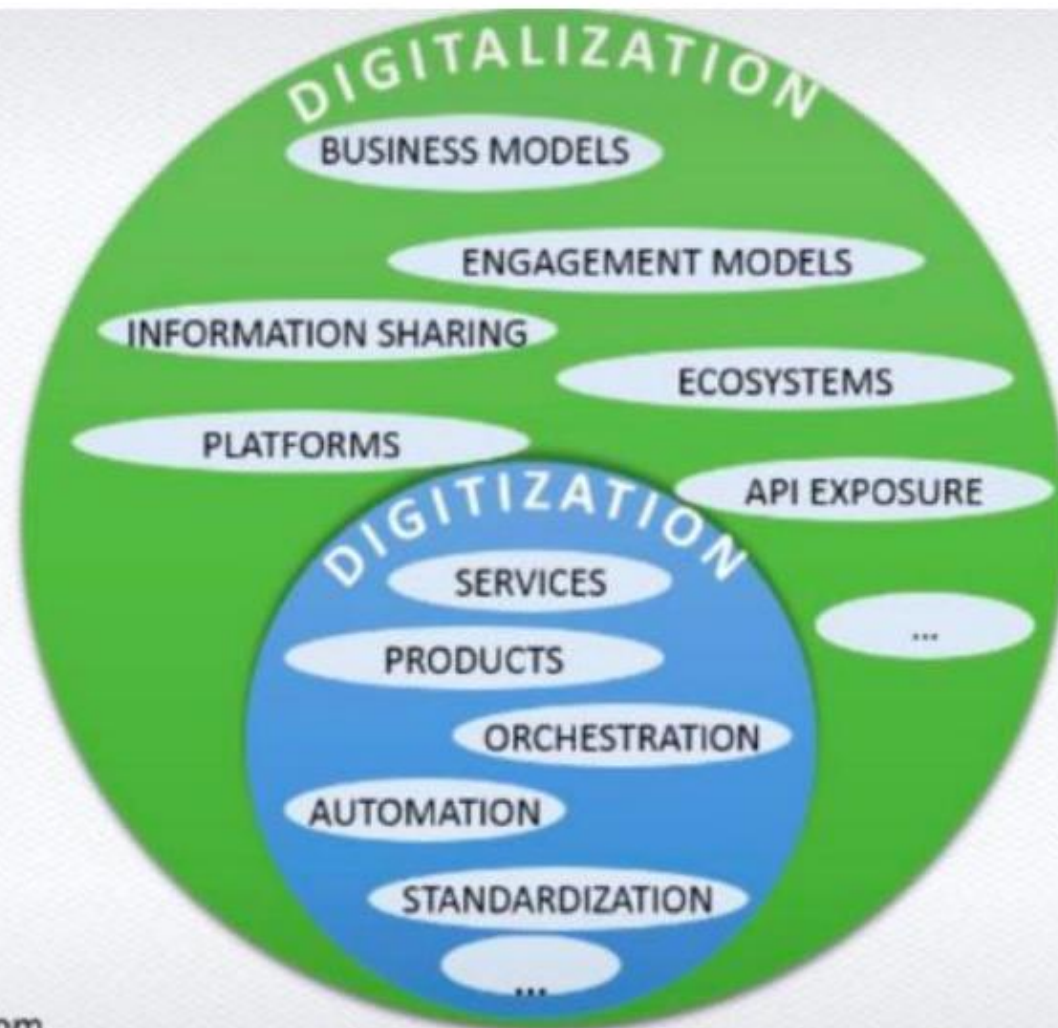 DIGITALIZATION
BUSINESS MODELS
ENGAGEMENT MODELS
INFORMATION SHARING
ECOSYSTEMS
PLATFORMS
API EXPOSURE
DIGITIZATION
SERVICES
...
PRODUCTS
ORCHESTRATION
AUTOMATION
STANDARDIZATION
...